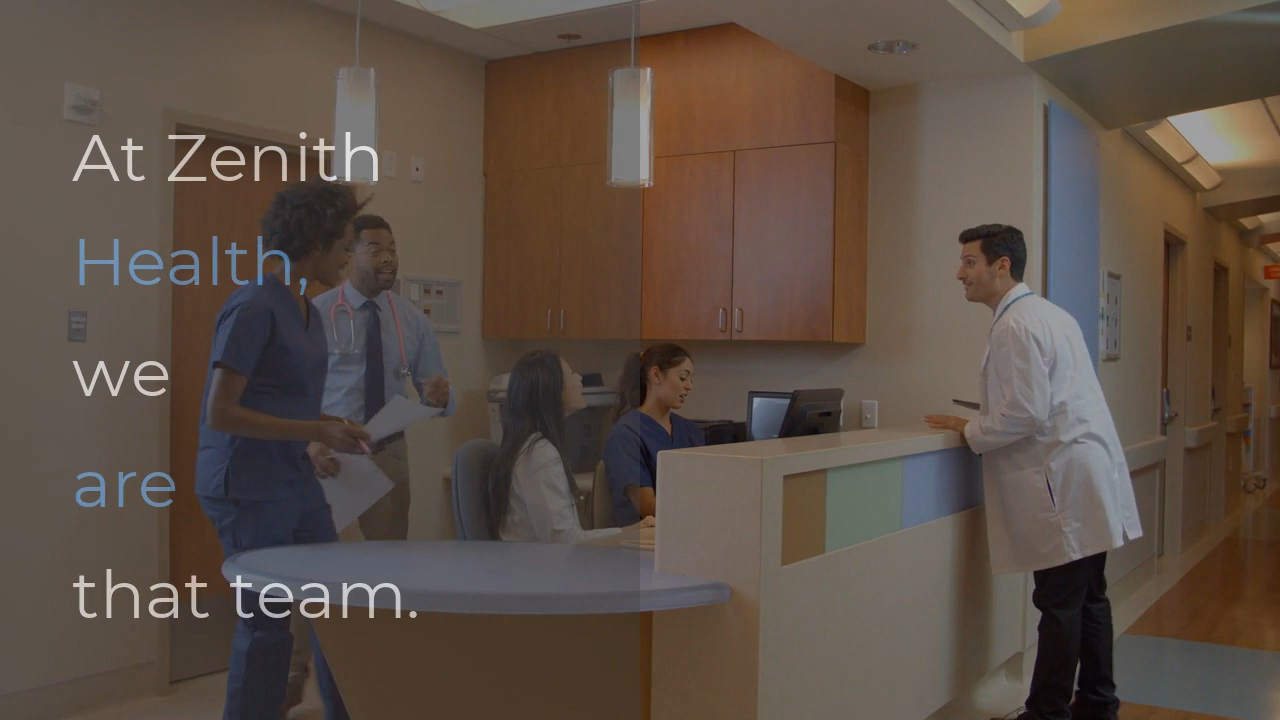 At Zenith
Health,
we
are
that team.